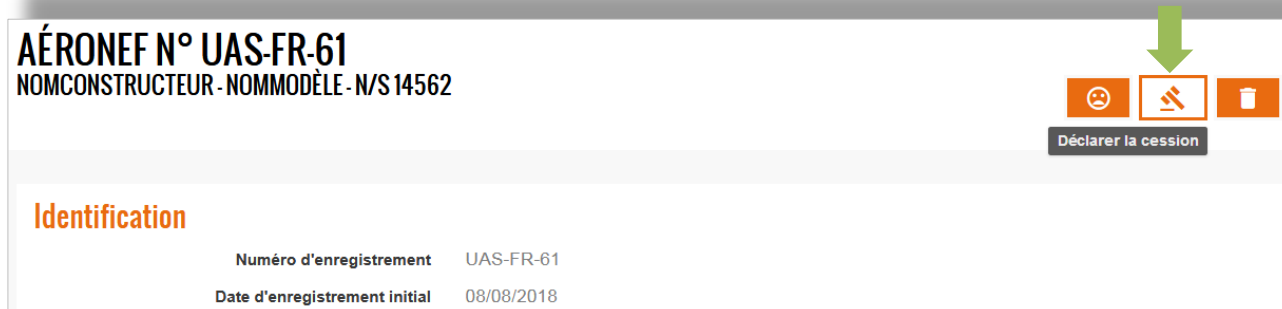 AÉRONEF N° UAS-FR-61
NOMCONSTRUCTEUR - NOMMODÈLE - N/S 14562
Déclarer la cession
Identification
Numéro d'enregistrement UAS-FR-61
Date d'enregistrement initial 08/08/2018